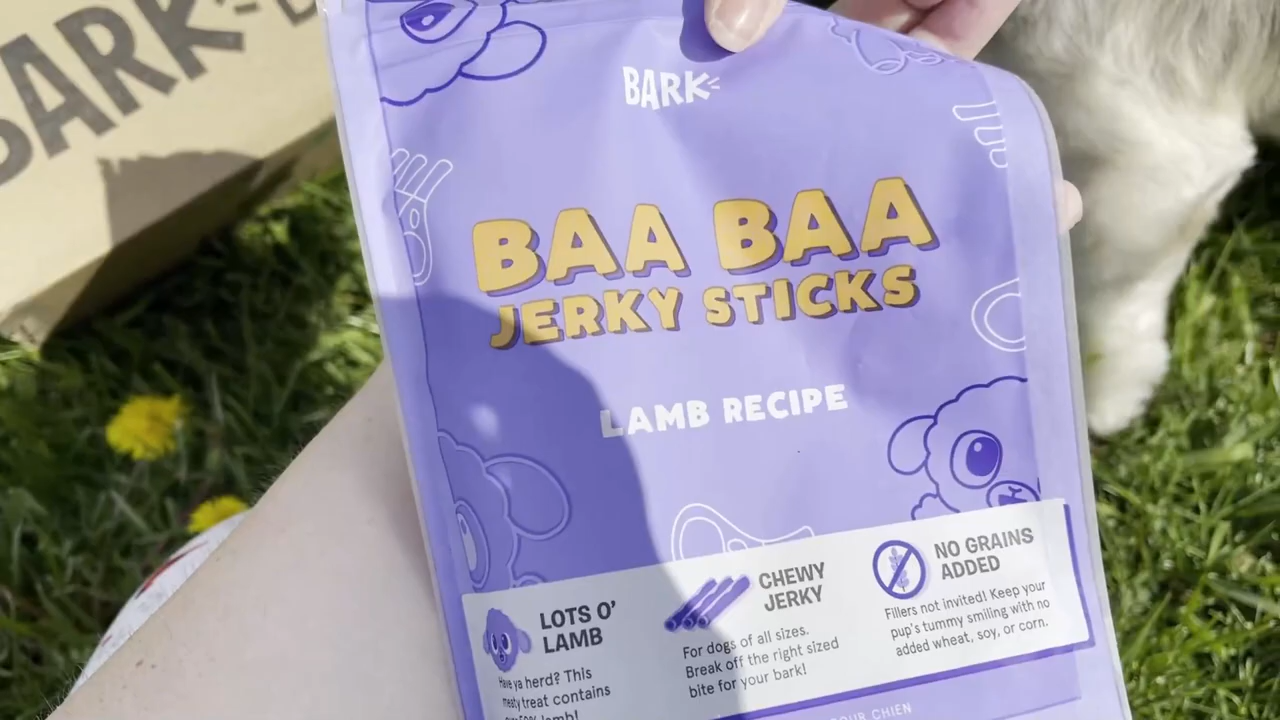 BARK
BARK
BAA BAA
JERKY STICKS
LAMB RECIPE
LOTS O'
LAMB
Have ya herd? This
meaty treat contains
lamb!
CHEWY
JERKY
For dogs of all sizes.
Break off the right sized
bite for your bark!
NO GRAINS
ADDED
Fillers not invited! Keep your
pup's tummy smiling with no
added wheat, soy, or corn.
POUR CHIEN